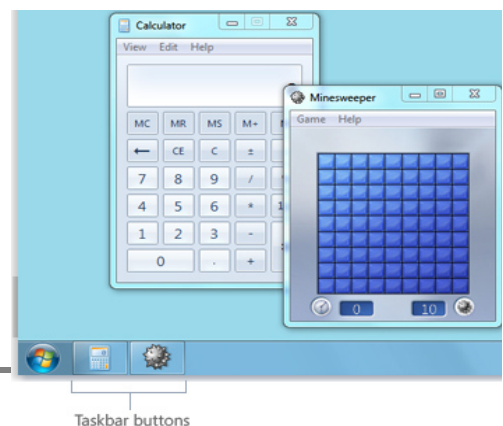 Calculator
View Edit Help
MC MR MS M+
← CE C ±
7 8 9 /
4 5 6 *
1 2 3 -
0 . +
Minesweeper
Game Help
0 10
Taskbar buttons